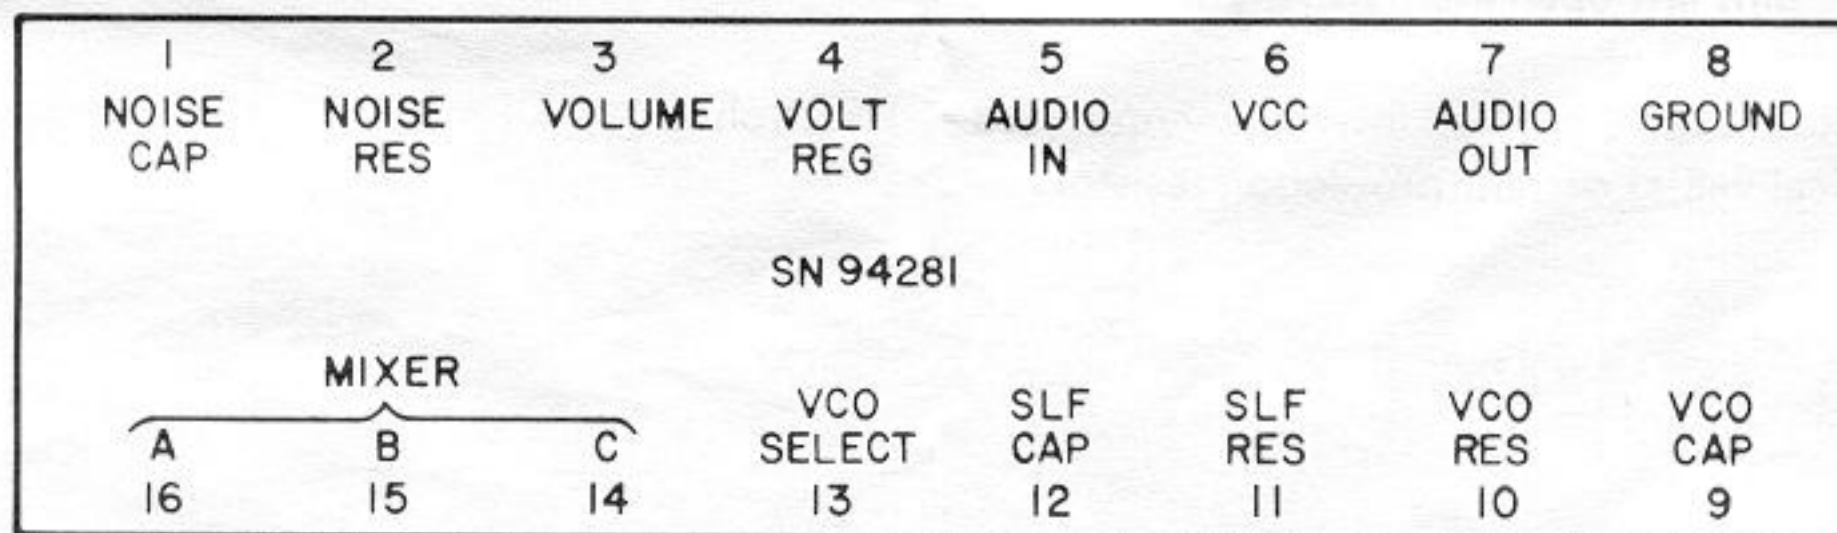 1 2 3 4 5 6 7 8
NOISE CAP NOISE RES VOLUME VOLT REG AUDIO IN VCC AUDIO OUT GROUND
SN 94281
MIXER
A B C VCO SELECT SLF CAP SLF RES VCO RES VCO CAP
16 15 14 13 12 11 10 9